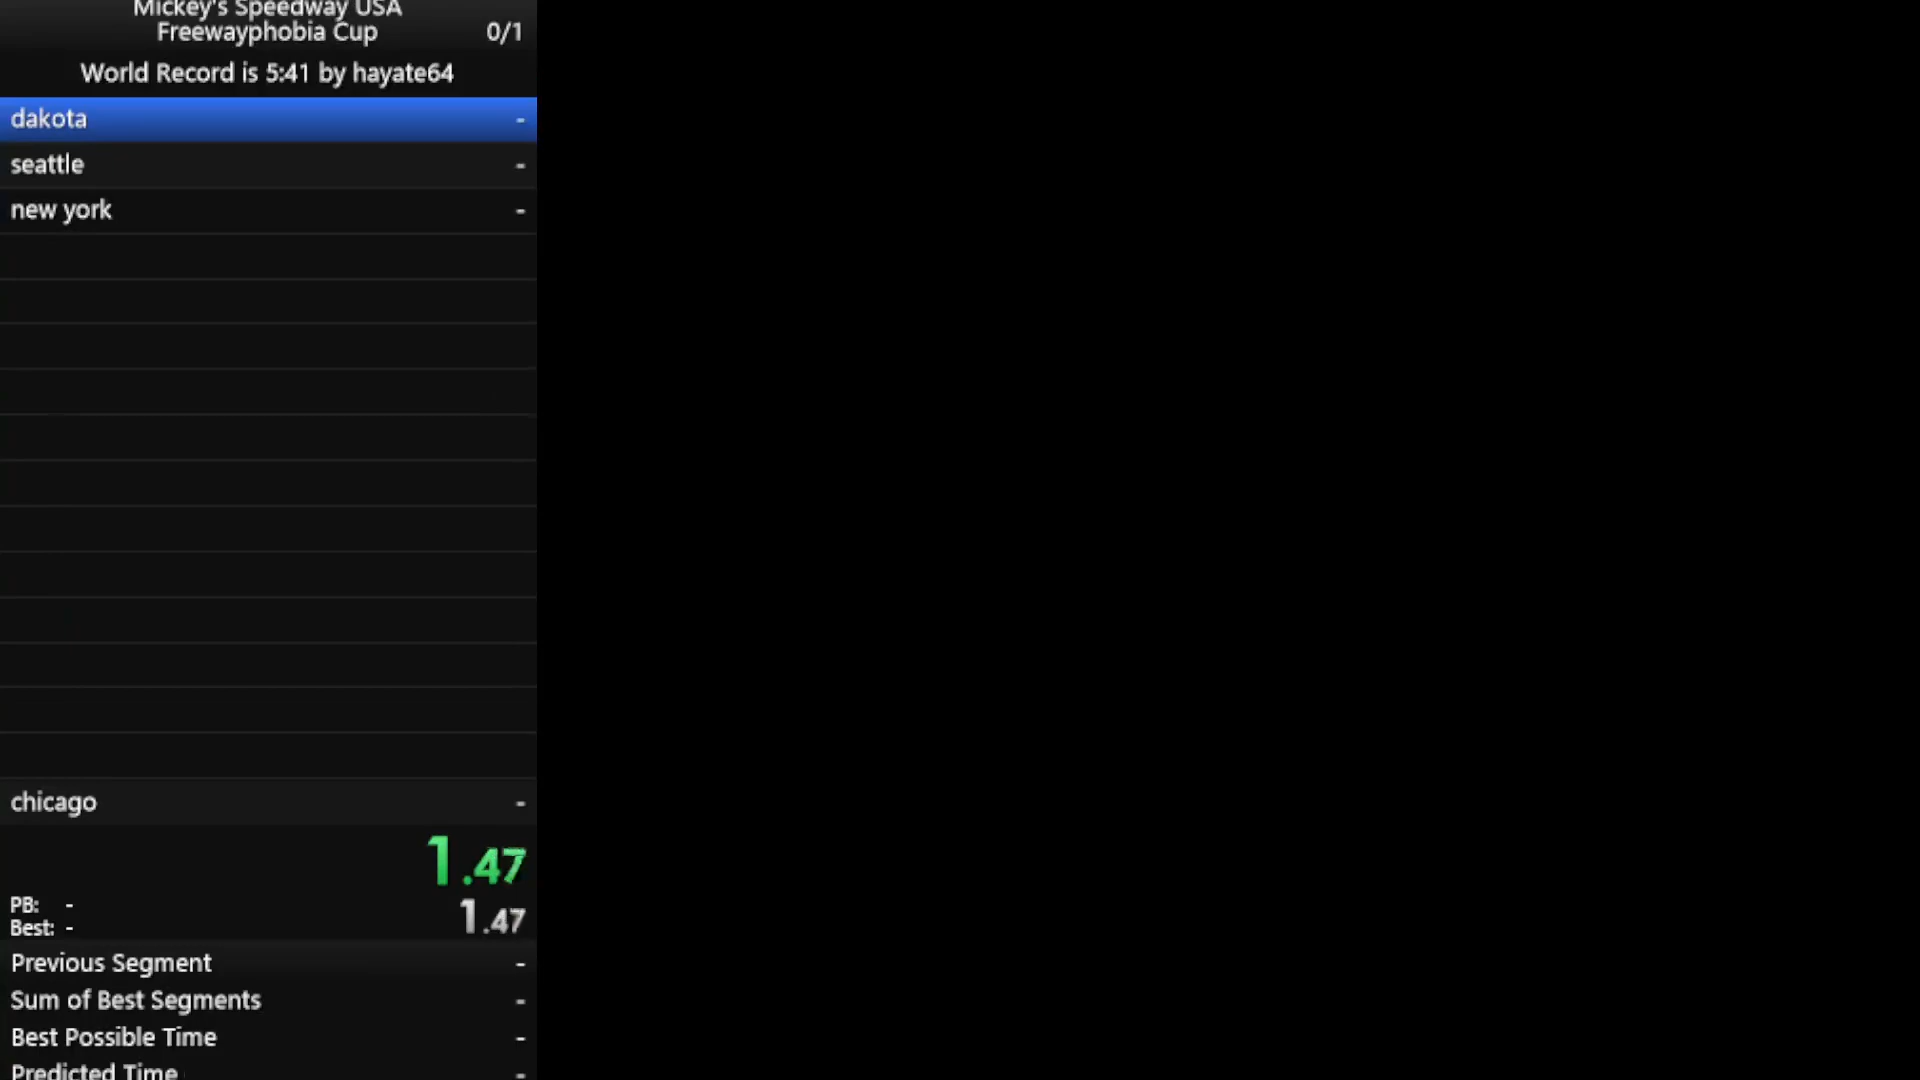 Mickey's Speedway USA
Freewayphobia Cup 0/1
World Record is 5:41 by hayate64
dakota -
seattle -
new york -
chicago -
1.47
PB: -
Best: - 1.47
Previous Segment -
Sum of Best Segments -
Best Possible Time -
Predicted Time -